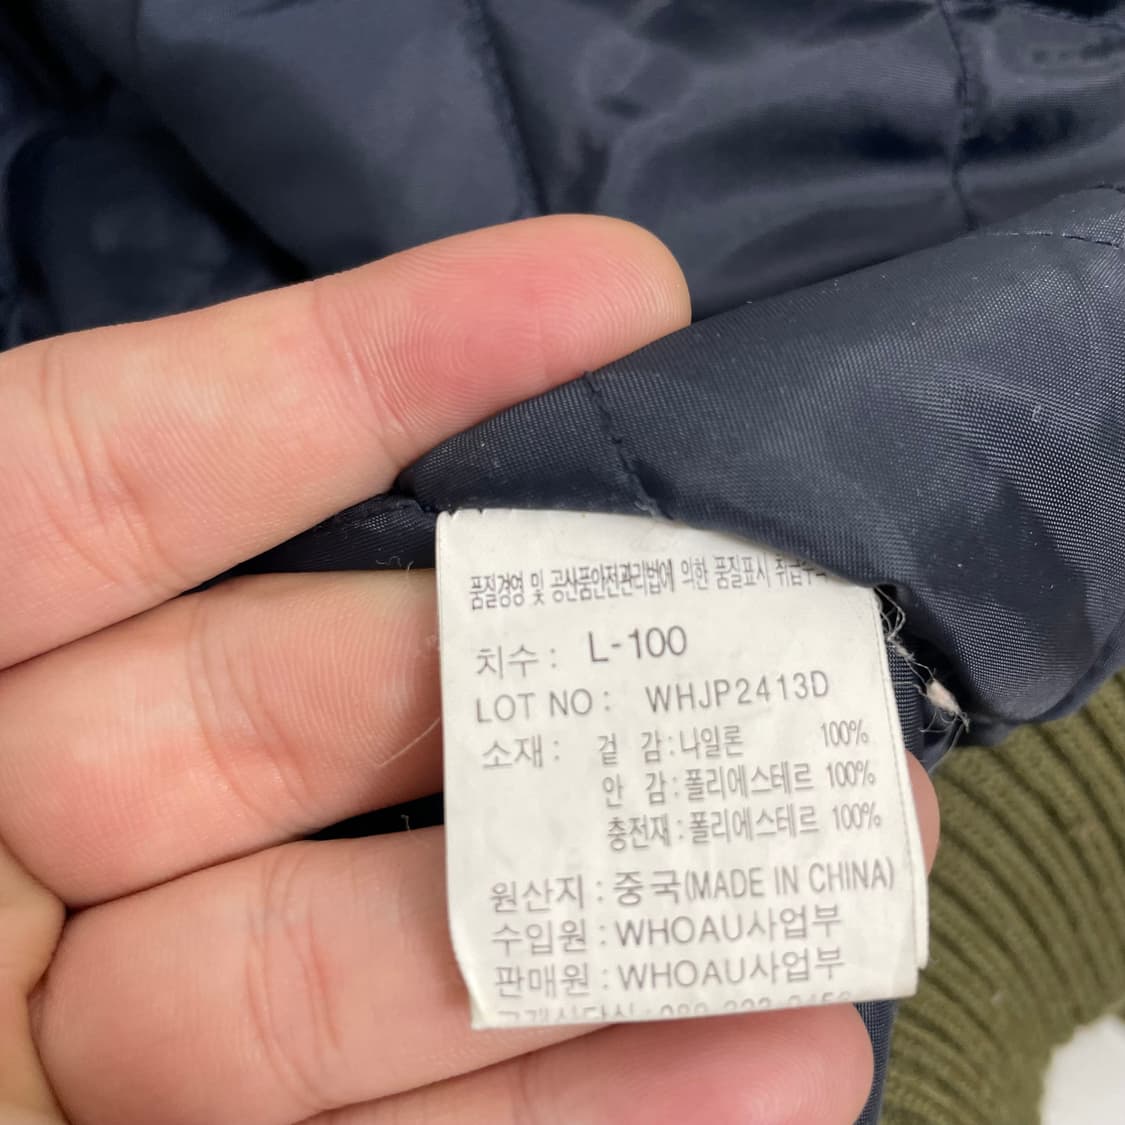 품질경영 및 공산품안전관리법에 의한 품질표시
치수 : L-100
LOT NO : WHJP2413D
소재 : 겉 감 : 나일론 100%
안 감 : 폴리에스테르 100%
충전재 : 폴리에스테르 100%
원산지 : 중국(MADE IN CHINA)
수입원 : WHOAU사업부
판매원 : WHOAU사업부